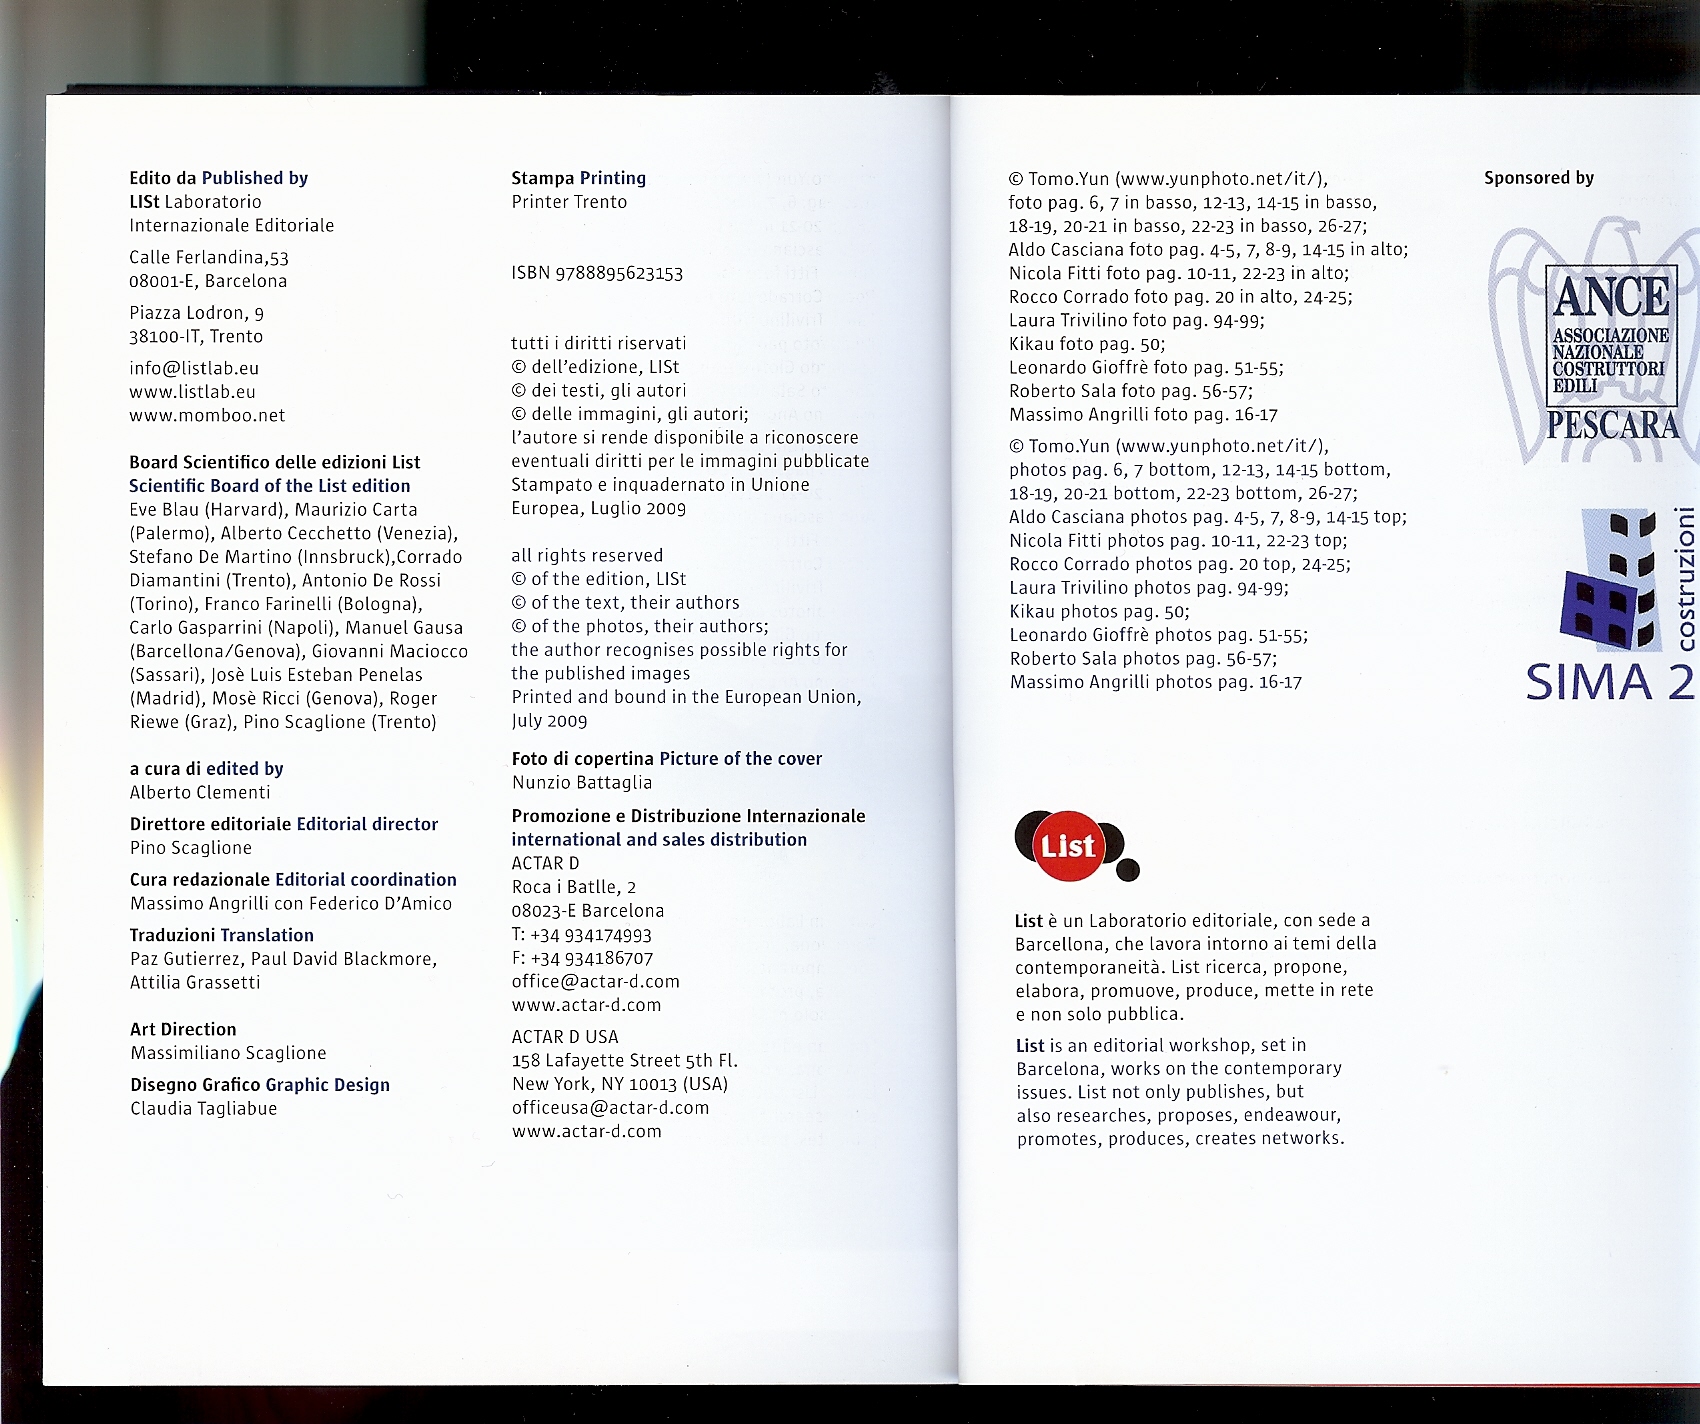 Edito da Published by
LISt Laboratorio
Internazionale Editoriale
Calle Ferlandina,53
08001-E, Barcelona
Piazza Lodron, 9
38100-IT, Trento
info@listlab.eu
www.listlab.eu
www.momboo.net
Board Scientifico delle edizioni List
Scientific Board of the List edition
Eve Blau (Harvard), Maurizio Carta
(Palermo), Alberto Cecchetto (Venezia),
Stefano De Martino (Innsbruck),Corrado
Diamantini (Trento), Antonio De Rossi
(Torino), Franco Farinelli (Bologna),
Carlo Gasparrini (Napoli), Manuel Gausa
(Barcellona/Genova), Giovanni Maciocco
(Sassari), Josè Luis Esteban Penelas
(Madrid), Mosè Ricci (Genova), Roger
Riewe (Graz), Pino Scaglione (Trento)
a cura di edited by
Alberto Clementi
Direttore editoriale Editorial director
Pino Scaglione
Cura redazionale Editorial coordination
Massimo Angrilli con Federico D'Amico
Traduzioni Translation
Paz Gutierrez, Paul David Blackmore,
Attilia Grassetti
Art Direction
Massimiliano Scaglione
Disegno Grafico Graphic Design
Claudia Tagliabue
Stampa Printing
Printer Trento
ISBN 9788895623153
tutti i diritti riservati
© dell'edizione, LISt
© dei testi, gli autori
© delle immagini, gli autori;
l'autore si rende disponibile a riconoscere
eventuali diritti per le immagini pubblicate
Stampato e inquadernato in Unione
Europea, Luglio 2009
all rights reserved
© of the edition, LISt
© of the text, their authors
© of the photos, their authors;
the author recognises possible rights for
the published images
Printed and bound in the European Union,
July 2009
Foto di copertina Picture of the cover
Nunzio Battaglia
Promozione e Distribuzione Internazionale
international and sales distribution
ACTAR D
Roca i Batlle, 2
08023-E Barcelona
T: +34 934174993
F: +34 934186707
office@actar-d.com
www.actar-d.com
ACTAR D USA
158 Lafayette Street 5th Fl.
New York, NY 10013 (USA)
officeusa@actar-d.com
www.actar-d.com
© Tomo.Yun (www.yunphoto.net/it/),
foto pag. 6, 7 in basso, 12-13, 14-15 in basso,
18-19, 20-21 in basso, 22-23 in basso, 26-27;
Aldo Casciana foto pag. 4-5, 7, 8-9, 14-15 in alto;
Nicola Fitti foto pag. 10-11, 22-23 in alto;
Rocco Corrado foto pag. 20 in alto, 24-25;
Laura Trivilino foto pag. 94-99;
Kikau foto pag. 50;
Leonardo Gioffrè foto pag. 51-55;
Roberto Sala foto pag. 56-57;
Massimo Angrilli foto pag. 16-17
© Tomo.Yun (www.yunphoto.net/it/),
photos pag. 6, 7 bottom, 12-13, 14-15 bottom,
18-19, 20-21 bottom, 22-23 bottom, 26-27;
Aldo Casciana photos pag. 4-5, 7, 8-9, 14-15 top;
Nicola Fitti photos pag. 10-11, 22-23 top;
Rocco Corrado photos pag. 20 top, 24-25;
Laura Trivilino photos pag. 94-99;
Kikau photos pag. 50;
Leonardo Gioffrè photos pag. 51-55;
Roberto Sala photos pag. 56-57;
Massimo Angrilli photos pag. 16-17
List
List è un Laboratorio editoriale, con sede a
Barcellona, che lavora intorno ai temi della
contemporaneità. List ricerca, propone,
elabora, promuove, produce, mette in rete
e non solo pubblica.
List is an editorial workshop, set in
Barcelona, works on the contemporary
issues. List not only publishes, but
also researches, proposes, endeawour,
promotes, produces, creates networks.
Sponsored by
ANCE
ASSOCIAZIONE
NAZIONALE
COSTRUTTORI
EDILI
PESCARA
costruzioni
SIMA 2